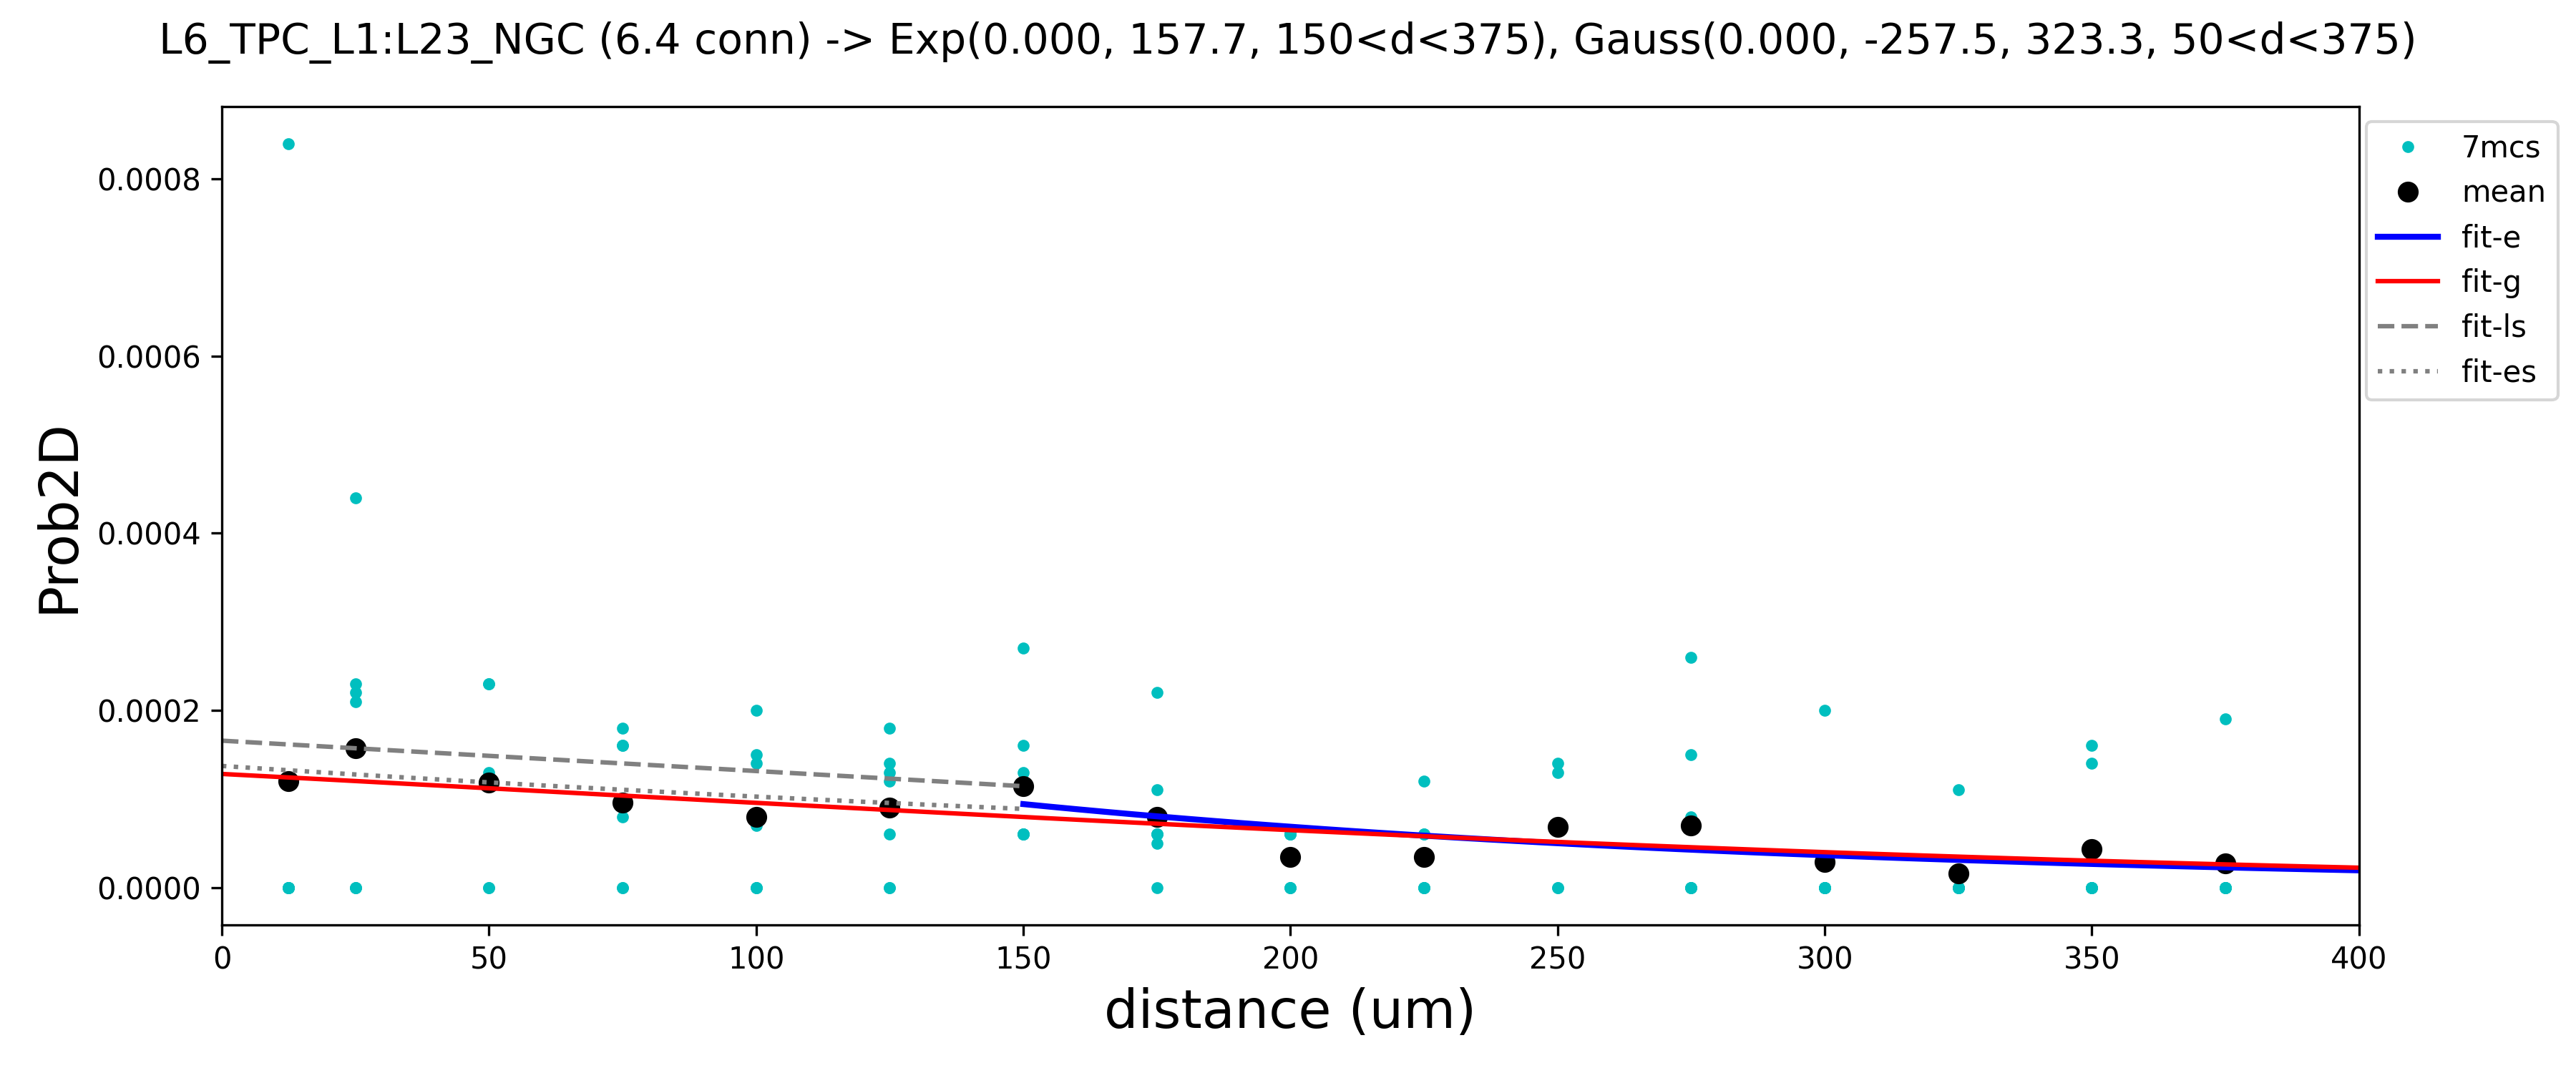 L6_TPC_L1:L23_NGC (6.4 conn) -> Exp(0.000, 157.7, 150<d<375), Gauss(0.000, -257.5, 323.3, 50<d<375)
Prob2D
0.0008
0.0006
0.0004
0.0002
0.0000
0 50 100 150 200 250 300 350 400
distance (um)
7mcs
mean
fit-e
fit-g
fit-ls
fit-es